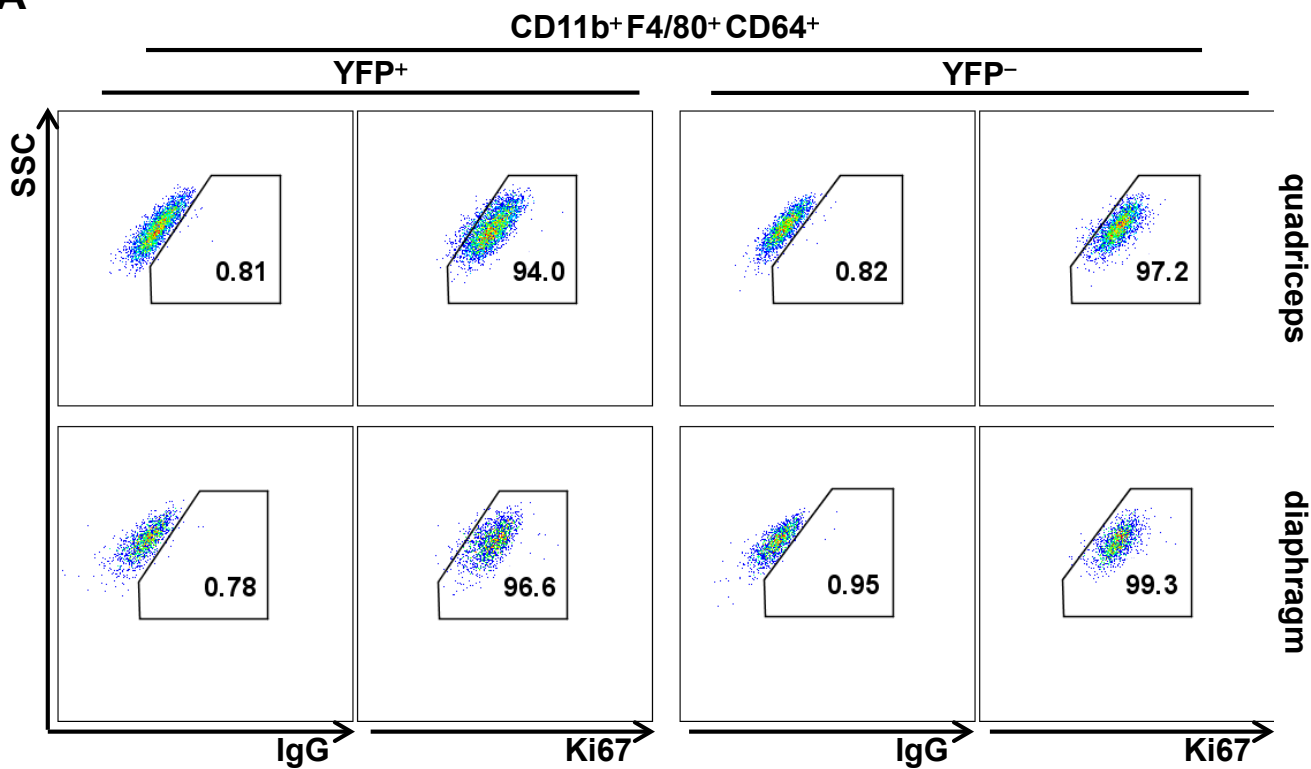 A
CD11b⁺ F4/80⁺ CD64⁺
YFP⁺
YFP⁻
SSC
0.81
94.0
0.82
97.2
quadriceps
0.78
96.6
0.95
99.3
diaphragm
IgG
Ki67
IgG
Ki67